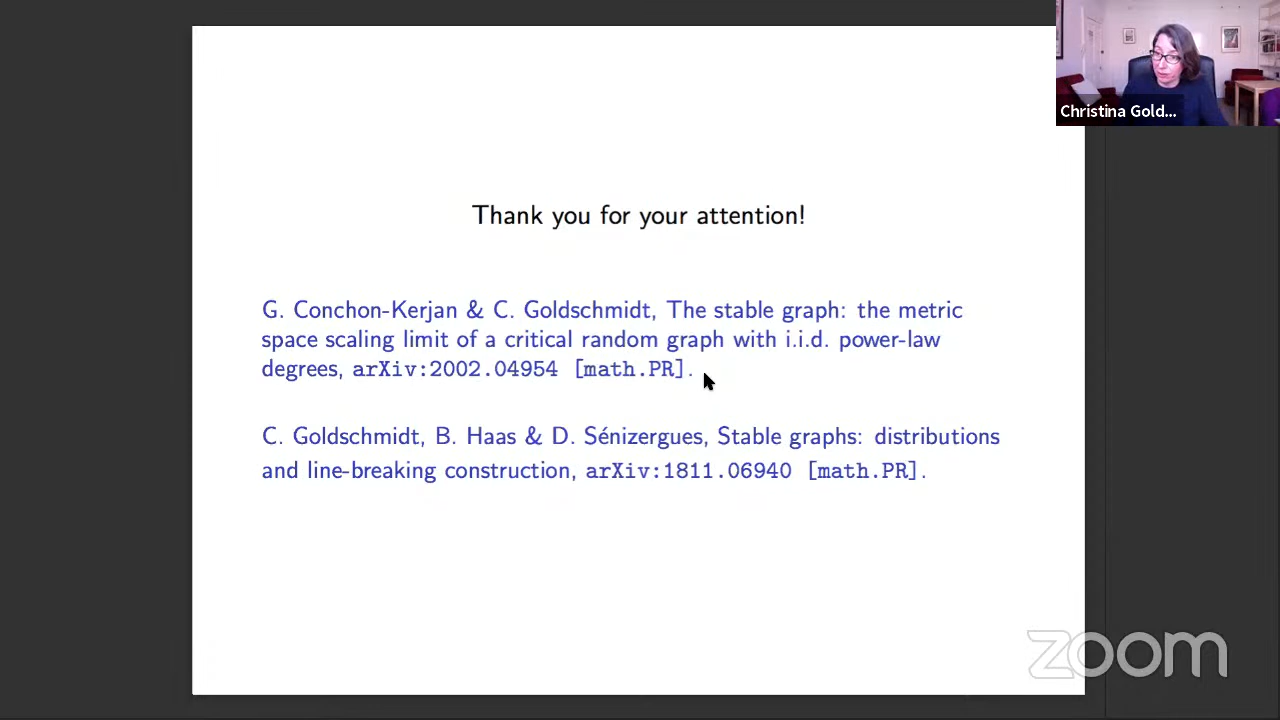 Christina Gold...
Thank you for your attention!
G. Conchon-Kerjan & C. Goldschmidt, The stable graph: the metric
space scaling limit of a critical random graph with i.i.d. power-law
degrees, arXiv:2002.04954 [math.PR].
C. Goldschmidt, B. Haas & D. Sénizergues, Stable graphs: distributions
and line-breaking construction, arXiv:1811.06940 [math.PR].
zoom